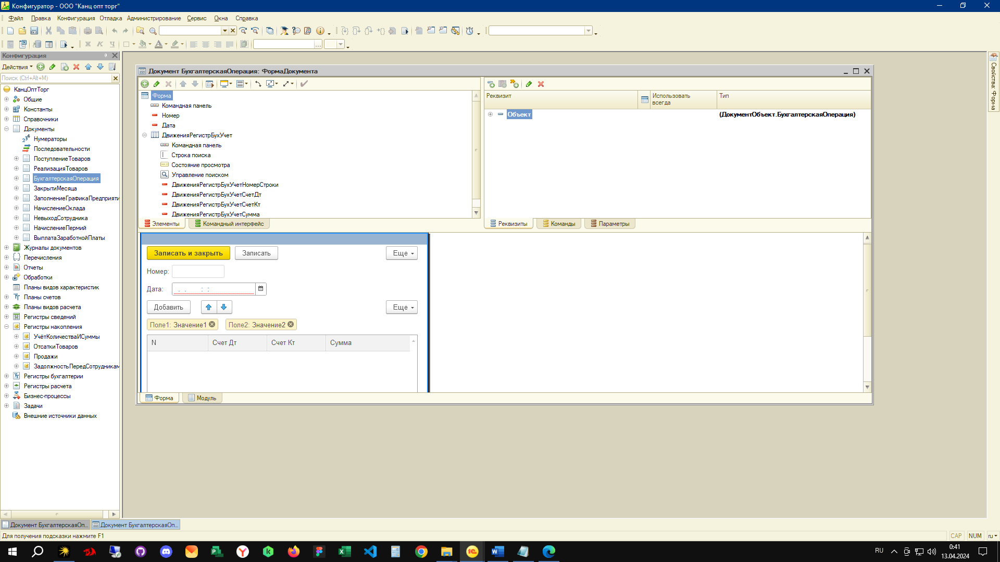 Конфигуратор - ООО "Канц опт торг"
Файл Правка Конфигурация Отладка Администрирование Сервис Окна Справка
Ж К Ч
Конфигурация
Действия
Поиск (Ctrl+Alt+M)
КанцОптТорг
Общие
Константы
Справочники
Документы
Нумераторы
Последовательности
ПоступлениеТоваров
РеализацияТоваров
БухгалтерскаяОперация
ЗакрытиМесяца
ЗаполнениеГрафикаПредприяти
НачислениеОклада
НевыходСотрудника
НачислениеПермий
ВыплатаЗаработнойПлаты
Журналы документов
Перечисления
Отчеты
Обработки
Планы видов характеристик
Планы счетов
Планы видов расчета
Регистры сведений
Регистры накопления
УчётКоличестваИСуммы
ОтсаткиТоваров
Продажи
ЗадолжностьПередСотрудникам
Регистры бухгалтерии
Регистры расчета
Бизнес-процессы
Задачи
Внешние источники данных
Документ БухгалтерскаяОперация: ФормаДокумента
Форма
Командная панель
Номер
Дата
ДвиженияРегистрБухУчет
Командная панель
Строка поиска
Состояние просмотра
Управление поиском
ДвиженияРегистрБухУчетНомерСтроки
ДвиженияРегистрБухУчетСчетДт
ДвиженияРегистрБухУчетСчетКт
ДвиженияРегистрБухУчетСумма
Элементы Командный интерфейс
Реквизит Использовать всегда Тип
Объект (ДокументОбъект.БухгалтерскаяОперация)
Реквизиты Команды Параметры
Записать и закрыть Записать Еще
Номер:
Дата: . . : :
Добавить Еще
Поле1: Значение1 Поле2: Значение2
N Счет Дт Счет Кт Сумма
Форма Модуль
Свойства: Форма
Документ БухгалтерскаяОп... Документ БухгалтерскаяОп...
Для получения подсказки нажмите F1
CAP NUM ru
RU 0:41
13.04.2024